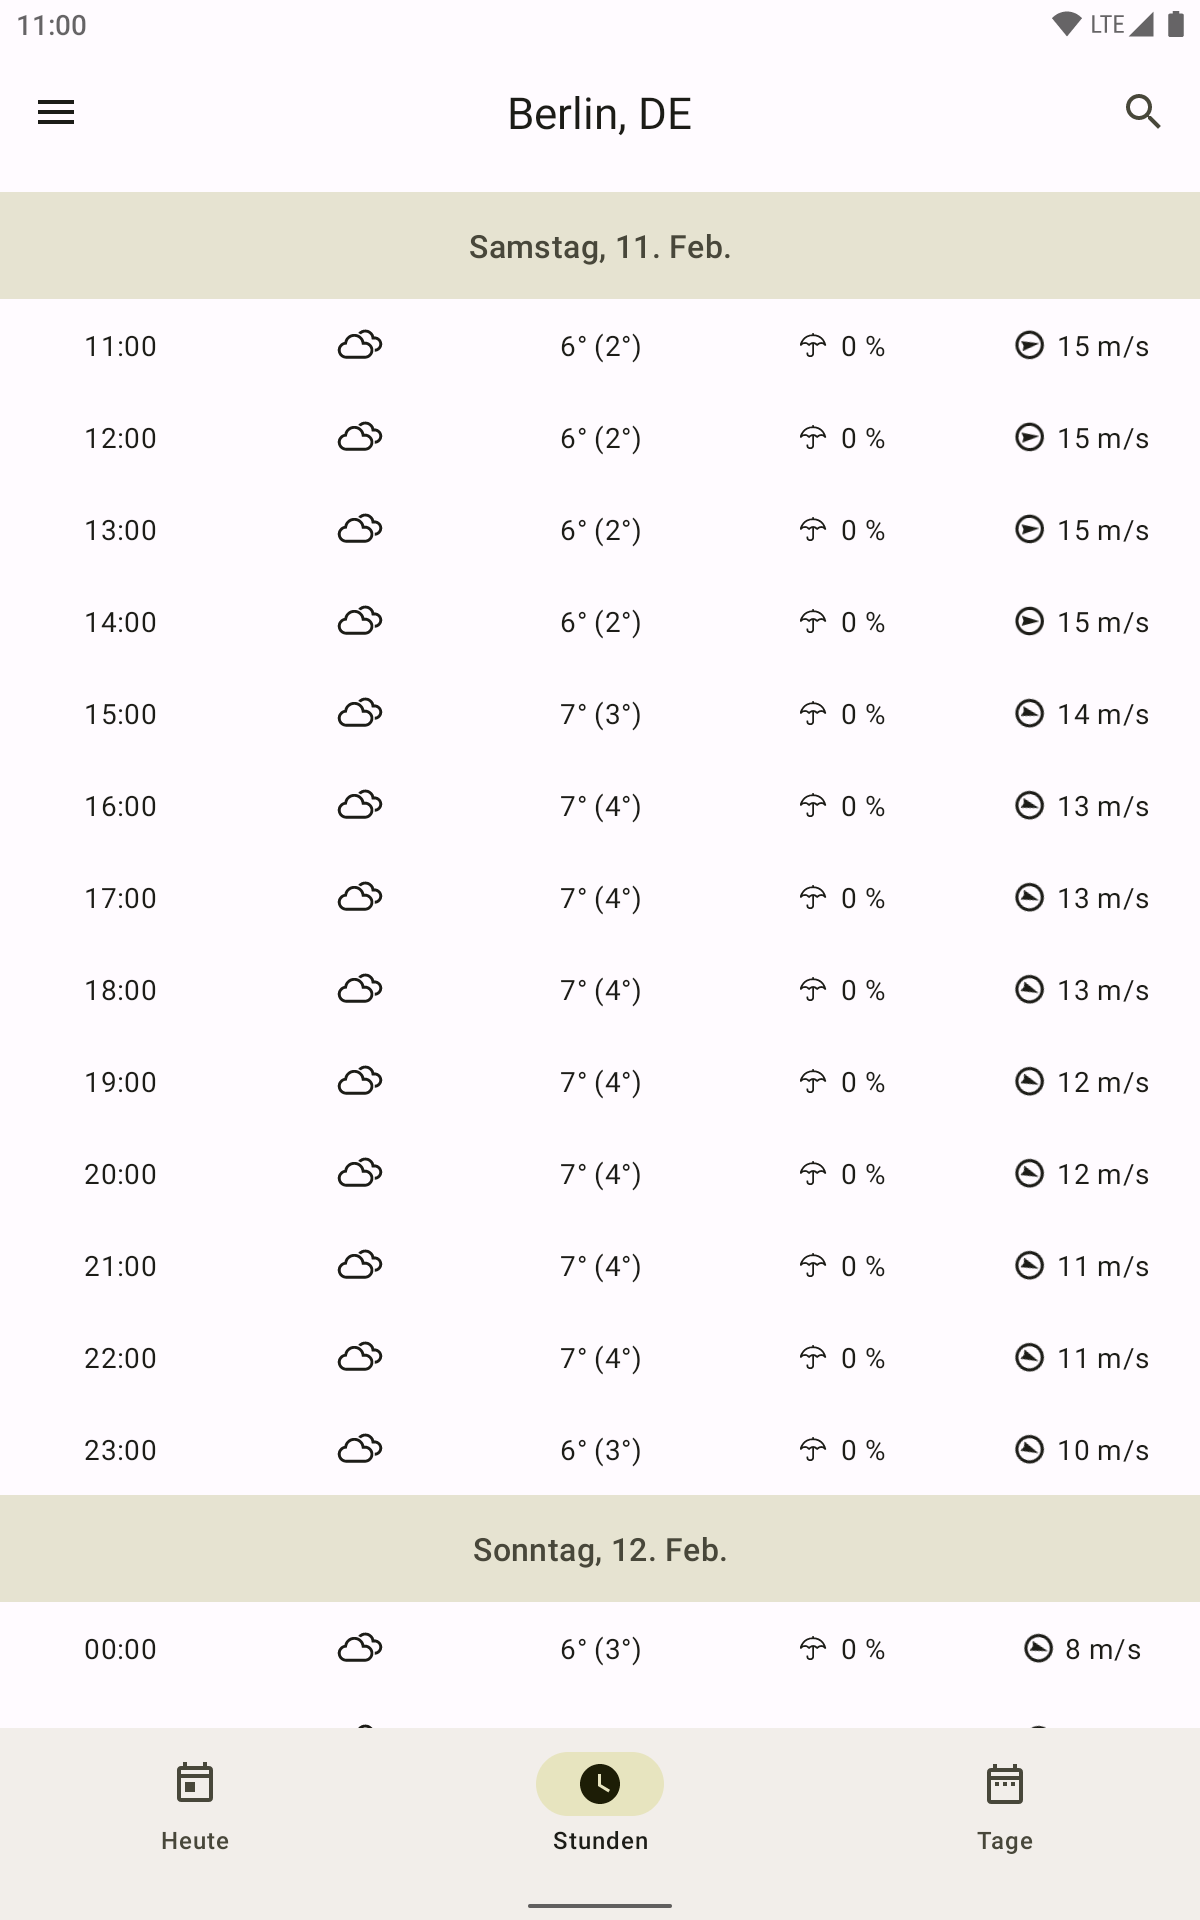 11:00 LTE
Berlin, DE
Samstag, 11. Feb.
11:00 6° (2°) 0 % 15 m/s
12:00 6° (2°) 0 % 15 m/s
13:00 6° (2°) 0 % 15 m/s
14:00 6° (2°) 0 % 15 m/s
15:00 7° (3°) 0 % 14 m/s
16:00 7° (4°) 0 % 13 m/s
17:00 7° (4°) 0 % 13 m/s
18:00 7° (4°) 0 % 13 m/s
19:00 7° (4°) 0 % 12 m/s
20:00 7° (4°) 0 % 12 m/s
21:00 7° (4°) 0 % 11 m/s
22:00 7° (4°) 0 % 11 m/s
23:00 6° (3°) 0 % 10 m/s
Sonntag, 12. Feb.
00:00 6° (3°) 0 % 8 m/s
Heute Stunden Tage